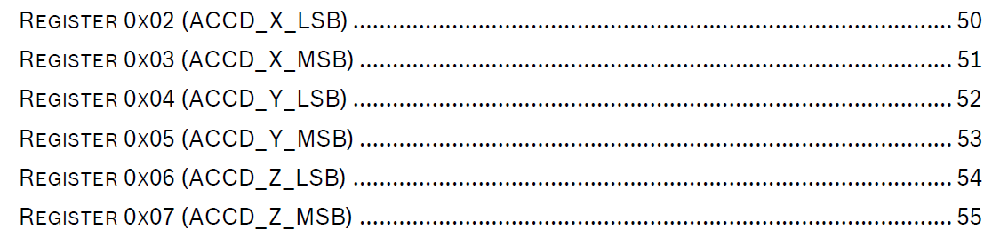 REGISTER 0X02 (ACCD_X_LSB) .......................................................................................... 50
REGISTER 0X03 (ACCD_X_MSB) ......................................................................................... 51
REGISTER 0X04 (ACCD_Y_LSB) .......................................................................................... 52
REGISTER 0X05 (ACCD_Y_MSB) ......................................................................................... 53
REGISTER 0X06 (ACCD_Z_LSB) .......................................................................................... 54
REGISTER 0X07 (ACCD_Z_MSB) ......................................................................................... 55